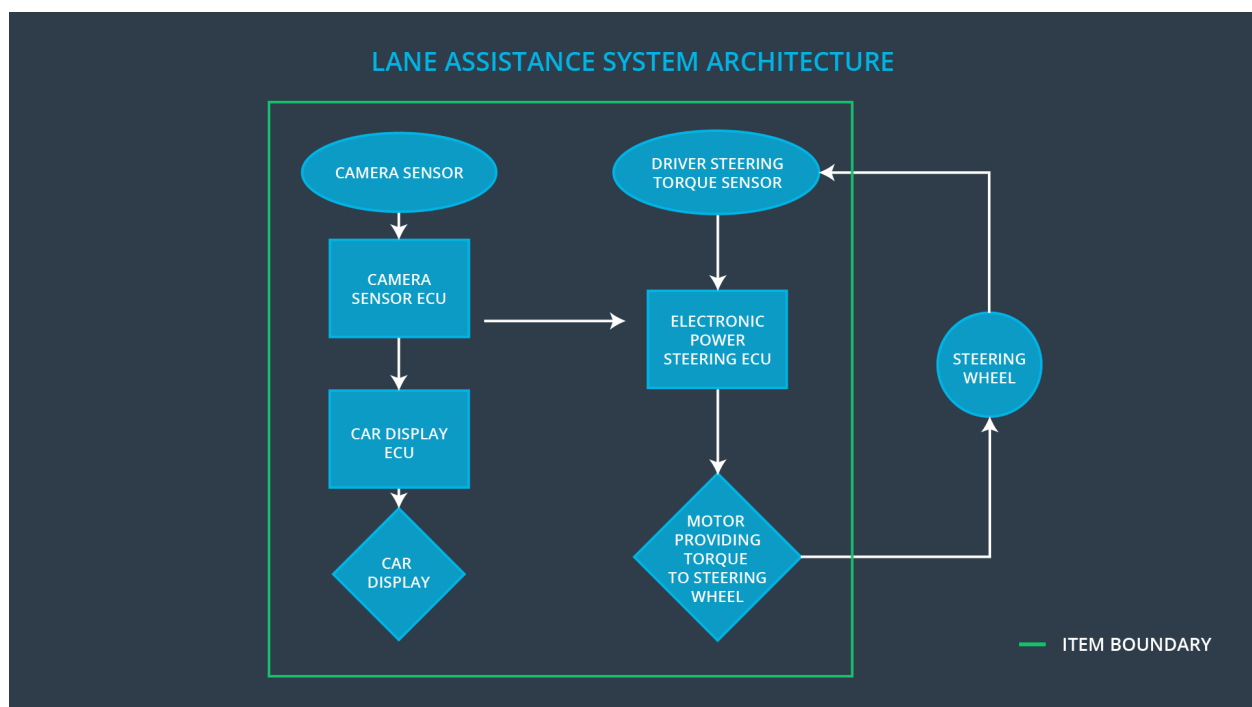 LANE ASSISTANCE SYSTEM ARCHITECTURE
CAMERA SENSOR
CAMERA
SENSOR ECU
CAR DISPLAY
ECU
CAR
DISPLAY
DRIVER STEERING
TORQUE SENSOR
ELECTRONIC
POWER
STEERING ECU
MOTOR
PROVIDING
TORQUE
TO STEERING
WHEEL
STEERING
WHEEL
ITEM BOUNDARY